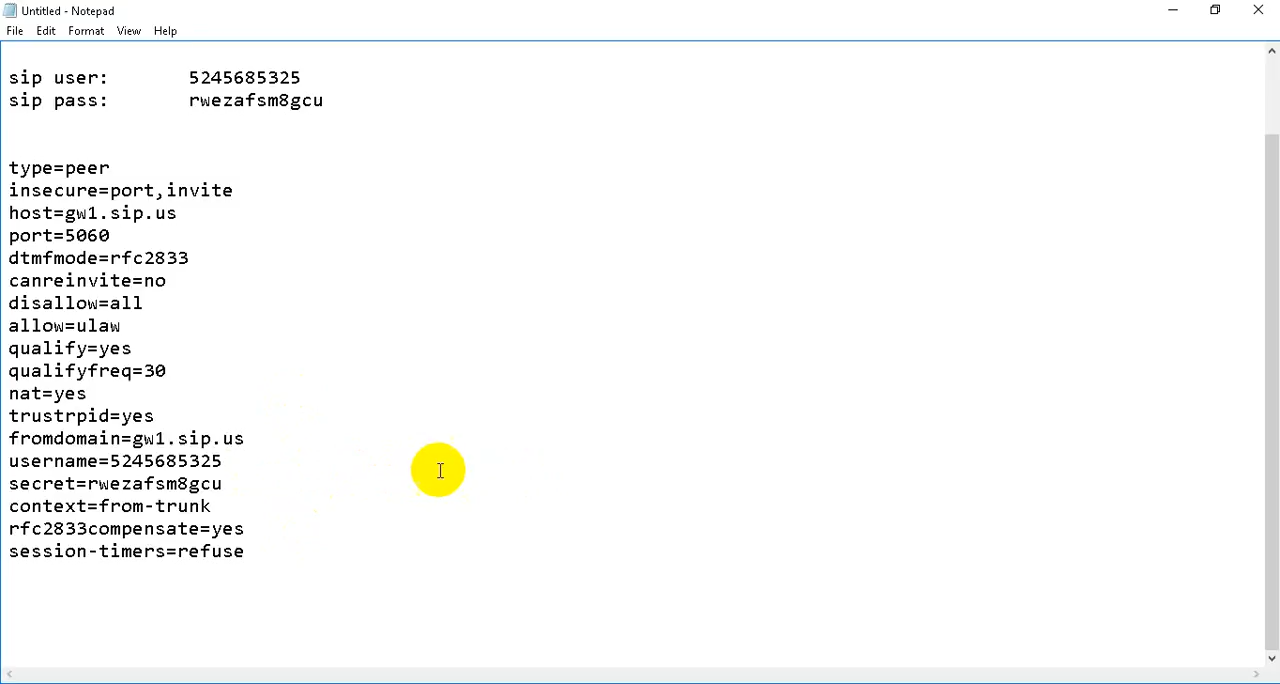 Untitled - Notepad
File Edit Format View Help
sip user: 5245685325
sip pass: rwezafsm8gcu
type=peer
insecure=port,invite
host=gw1.sip.us
port=5060
dtmfmode=rfc2833
canreinvite=no
disallow=all
allow=ulaw
qualify=yes
qualifyfreq=30
nat=yes
trustrpid=yes
fromdomain=gw1.sip.us
username=5245685325
secret=rwezafsm8gcu
context=from-trunk
rfc2833compensate=yes
session-timers=refuse